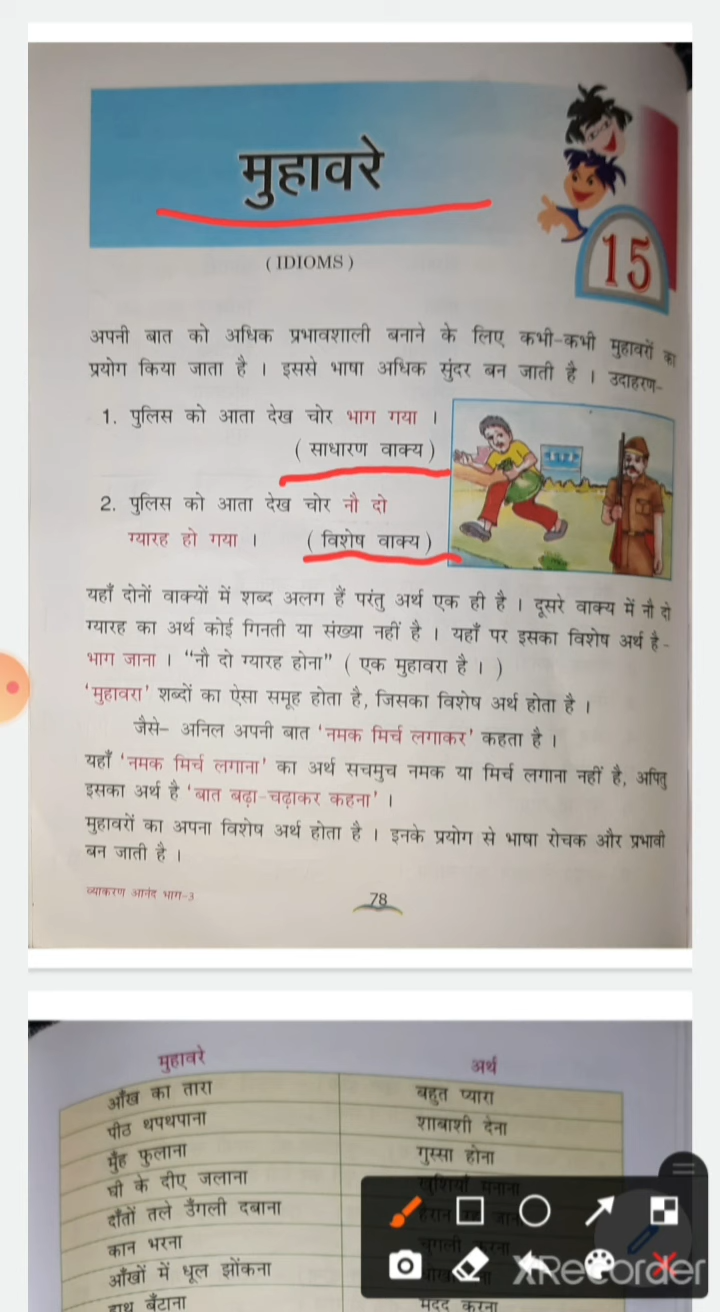 मुहावरे
( IDIOMS )
15
अपनी बात को अधिक प्रभावशाली बनाने के लिए कभी-कभी मुहावरों का
प्रयोग किया जाता है । इससे भाषा अधिक सुंदर बन जाती है । उदाहरण-
1. पुलिस को आता देख चोर भाग गया ।
( साधारण वाक्य )
2. पुलिस को आता देख चोर नौ दो
ग्यारह हो गया । ( विशेष वाक्य )
यहाँ दोनों वाक्यों में शब्द अलग हैं परंतु अर्थ एक ही है । दूसरे वाक्य में नौ दो
ग्यारह का अर्थ कोई गिनती या संख्या नहीं है । यहाँ पर इसका विशेष अर्थ है-
भाग जाना । “नौ दो ग्यारह होना” ( एक मुहावरा है । )
‘मुहावरा’ शब्दों का ऐसा समूह होता है, जिसका विशेष अर्थ होता है ।
जैसे– अनिल अपनी बात ‘नमक मिर्च लगाकर’ कहता है ।
यहाँ ‘नमक मिर्च लगाना’ का अर्थ सचमुच नमक या मिर्च लगाना नहीं है, अपितु
इसका अर्थ है ‘बात बढ़ा-चढ़ाकर कहना’ ।
मुहावरों का अपना विशेष अर्थ होता है । इनके प्रयोग से भाषा रोचक और प्रभावी
बन जाती है ।
व्याकरण आनंद भाग-3
78
मुहावरे अर्थ
आँख का तारा बहुत प्यारा
पीठ थपथपाना शाबाशी देना
मुँह फुलाना गुस्सा होना
घी के दीए जलाना खुशियाँ मनाना
दाँतों तले उँगली दबाना हैरान रह
कान भरना चुगली करना
आँखों में धूल झोंकना
हाथ बँटाना मदद करना
XRecorder